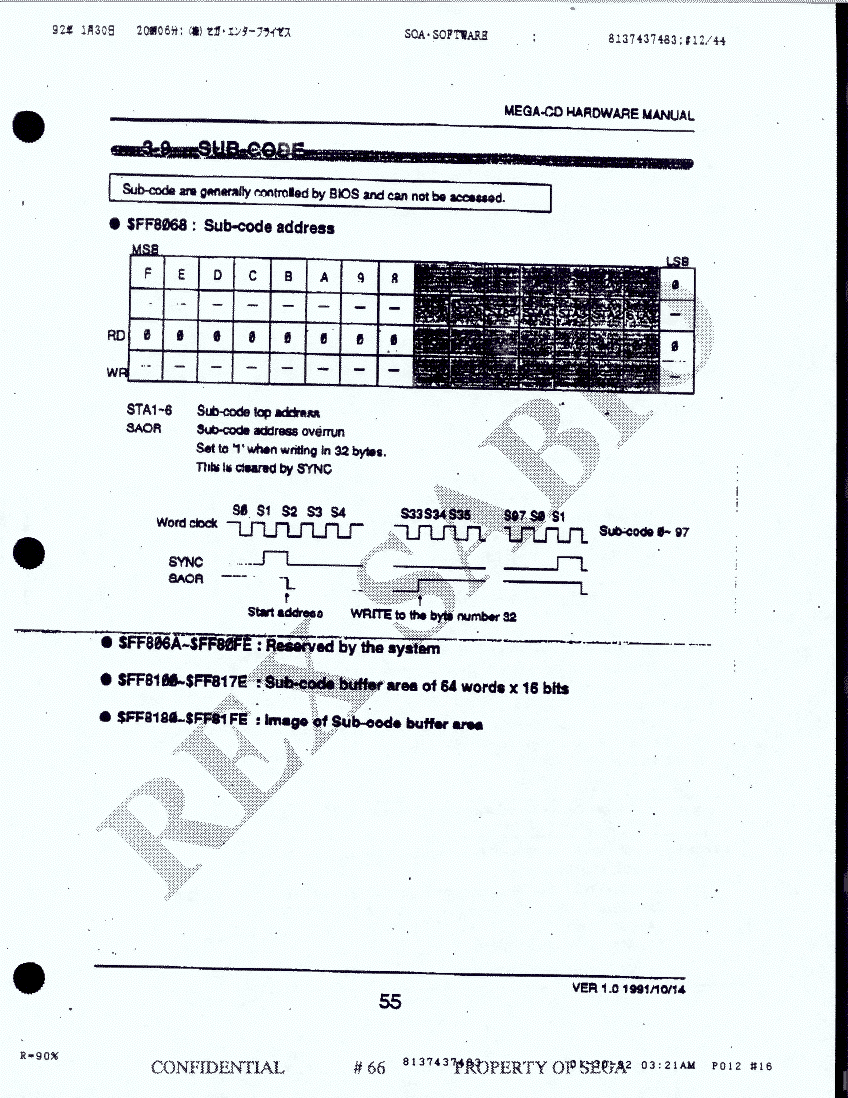 92年 1月30日 20時06分: (株)セガ・エンタープライゼス SOA-SOFTWARE : 8137437483;#12/44
MEGA-CD HARDWARE MANUAL
3-9 SUB-CODE
Sub-code are generally controlled by BIOS and can not be accessed.
● $FF8068 : Sub-code address
MSB LSB
F E D C B A 9 8 0
- - - - - - - - -
RD 0 0 0 0 0 0 0 0 0
WR - - - - - - - - -
STA1~6 Sub-code top address
SAOR Sub-code address overrun
Set to '1' when writing in 32 bytes.
This is cleared by SYNC
S0 S1 S2 S3 S4 S33 S34 S35 S97 S0 S1
Word clock Sub-code 0~ 97
SYNC
SAOR
Start address WRITE to the byte number 32
● $FF806A~$FF80FE : Reserved by the system
● $FF8100~$FF817E : Sub-code buffer area of 64 words x 16 bits
● $FF8180~$FF81FE : Image of Sub-code buffer area
REX SABIO
VER 1.0 1991/10/14
55
R=90%
CONFIDENTIAL #66 8137437483 PROPERTY OF SEGA 01-30-92 03:21AM P012 #16